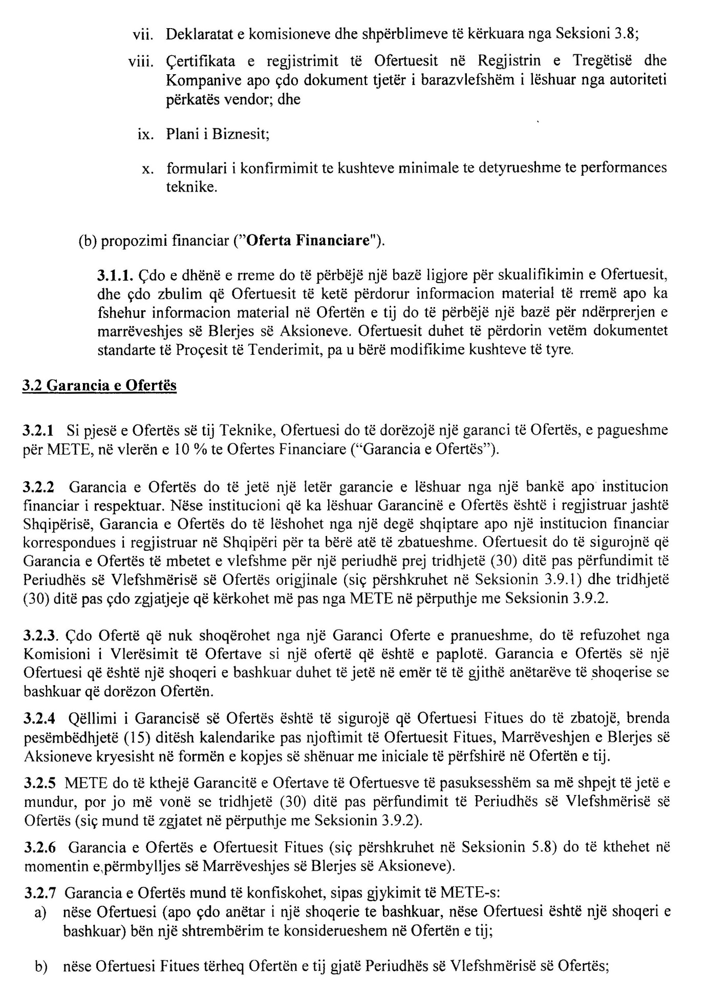 vii. Deklaratat e komisioneve dhe shpërblimeve të kërkuara nga Seksioni 3.8;
viii. Çertifikata e regjistrimit të Ofertuesit në Regjistrin e Tregëtisë dhe
Kompanive apo çdo dokument tjetër i barazvlefshëm i lëshuar nga autoriteti
përkatës vendor; dhe
ix. Plani i Biznesit;
x. formulari i konfirmimit te kushteve minimale te detyrueshme te performances
teknike.
(b) propozimi financiar (”Oferta Financiare").
3.1.1. Çdo e dhënë e rreme do të përbëjë një bazë ligjore për skualifikimin e Ofertuesit,
dhe çdo zbulim që Ofertuesit të ketë përdorur informacion material të rremë apo ka
fshehur informacion material në Ofertën e tij do të përbëjë një bazë për ndërprerjen e
marrëveshjes së Blerjes së Aksioneve. Ofertuesit duhet të përdorin vetëm dokumentet
standarte të Proçesit të Tenderimit, pa u bërë modifikime kushteve të tyre.
3.2 Garancia e Ofertës
3.2.1 Si pjesë e Ofertës së tij Teknike, Ofertuesi do të dorëzojë një garanci të Ofertës, e pagueshme
për METE, në vlerën e 10 % te Ofertes Financiare (“Garancia e Ofertës”).
3.2.2 Garancia e Ofertës do të jetë një letër garancie e lëshuar nga një bankë apo institucion
financiar i respektuar. Nëse institucioni që ka lëshuar Garancinë e Ofertës është i regjistruar jashtë
Shqipërisë, Garancia e Ofertës do të lëshohet nga një degë shqiptare apo një institucion financiar
korrespondues i regjistruar në Shqipëri për ta bërë atë të zbatueshme. Ofertuesit do të sigurojnë që
Garancia e Ofertës të mbetet e vlefshme për një periudhë prej tridhjetë (30) ditë pas përfundimit të
Periudhës së Vlefshmërisë së Ofertës origjinale (siç përshkruhet në Seksionin 3.9.1) dhe tridhjetë
(30) ditë pas çdo zgjatjeje që kërkohet më pas nga METE në përputhje me Seksionin 3.9.2.
3.2.3. Çdo Ofertë që nuk shoqërohet nga një Garanci Oferte e pranueshme, do të refuzohet nga
Komisioni i Vlerësimit të Ofertave si një ofertë që është e paplotë. Garancia e Ofertës së një
Ofertuesi që është një shoqeri e bashkuar duhet të jetë në emër të të gjithë anëtarëve të shoqerise se
bashkuar që dorëzon Ofertën.
3.2.4 Qëllimi i Garancisë së Ofertës është të sigurojë që Ofertuesi Fitues do të zbatojë, brenda
pesëmbëdhjetë (15) ditësh kalendarike pas njoftimit të Ofertuesit Fitues, Marrëveshjen e Blerjes së
Aksioneve kryesisht në formën e kopjes së shënuar me iniciale të përfshirë në Ofertën e tij.
3.2.5 METE do të kthejë Garancitë e Ofertave të Ofertuesve të pasuksesshëm sa më shpejt të jetë e
mundur, por jo më vonë se tridhjetë (30) ditë pas përfundimit të Periudhës së Vlefshmërisë së
Ofertës (siç mund të zgjatet në përputhje me Seksionin 3.9.2).
3.2.6 Garancia e Ofertës e Ofertuesit Fitues (siç përshkruhet në Seksionin 5.8) do të kthehet në
momentin e përmbylljes së Marrëveshjes së Blerjes së Aksioneve).
3.2.7 Garancia e Ofertës mund të konfiskohet, sipas gjykimit të METE-s:
a) nëse Ofertuesi (apo çdo anëtar i një shoqerie te bashkuar, nëse Ofertuesi është një shoqeri e
bashkuar) bën një shtrembërim te konsiderueshem në Ofertën e tij;
b) nëse Ofertuesi Fitues tërheq Ofertën e tij gjatë Periudhës së Vlefshmërisë së Ofertës;